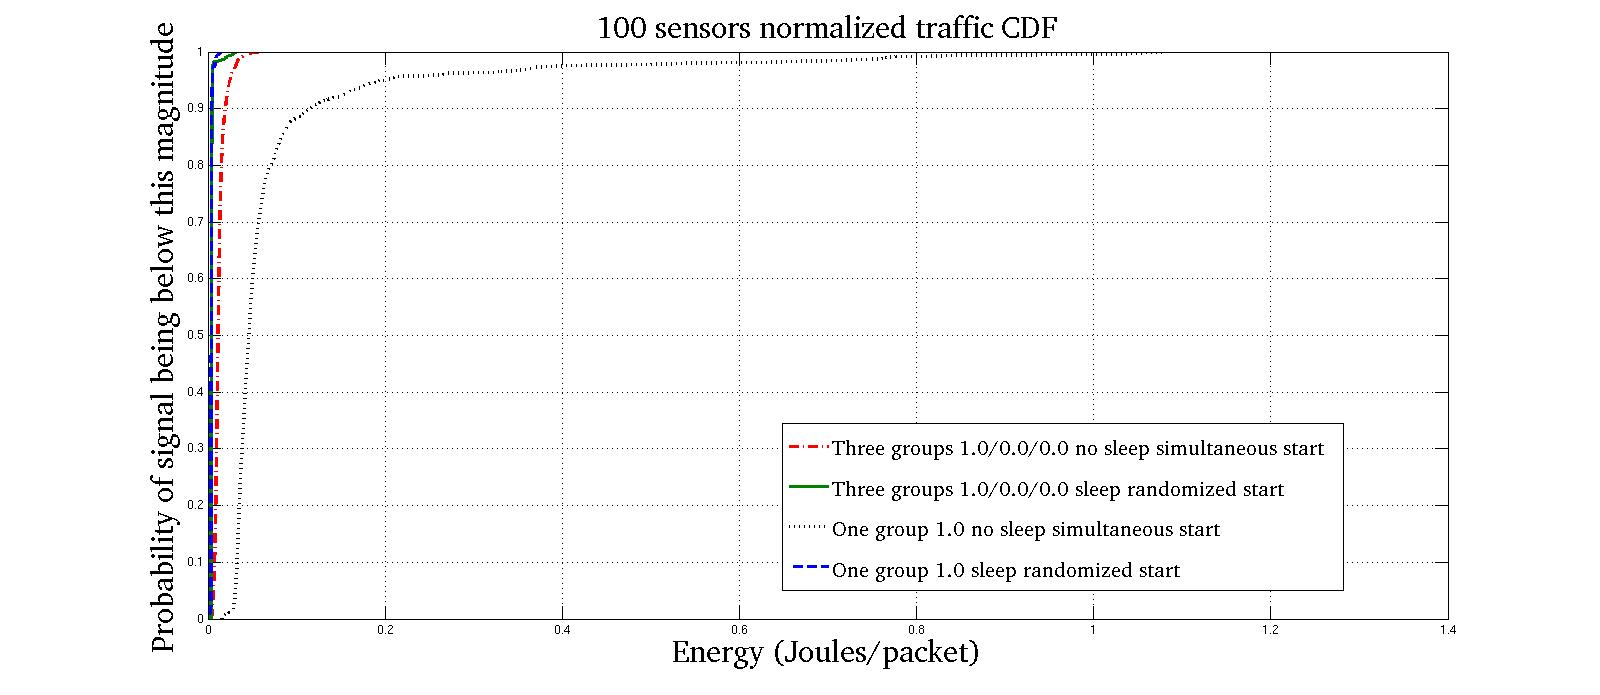 100 sensors normalized traffic CDF
Probability of signal being below this magnitude
1
0.9
0.8
0.7
0.6
0.5
0.4
0.3
0.2
0.1
0
0 0.2 0.4 0.6 0.8 1 1.2 1.4
Three groups 1.0/0.0/0.0 no sleep simultaneous start
Three groups 1.0/0.0/0.0 sleep randomized start
One group 1.0 no sleep simultaneous start
One group 1.0 sleep randomized start
Energy (Joules/packet)